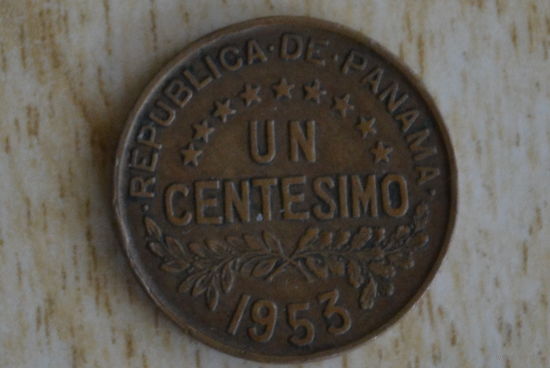 ·REPUBLICA·DE·PANAMA·
UN
CENTESIMO
1953